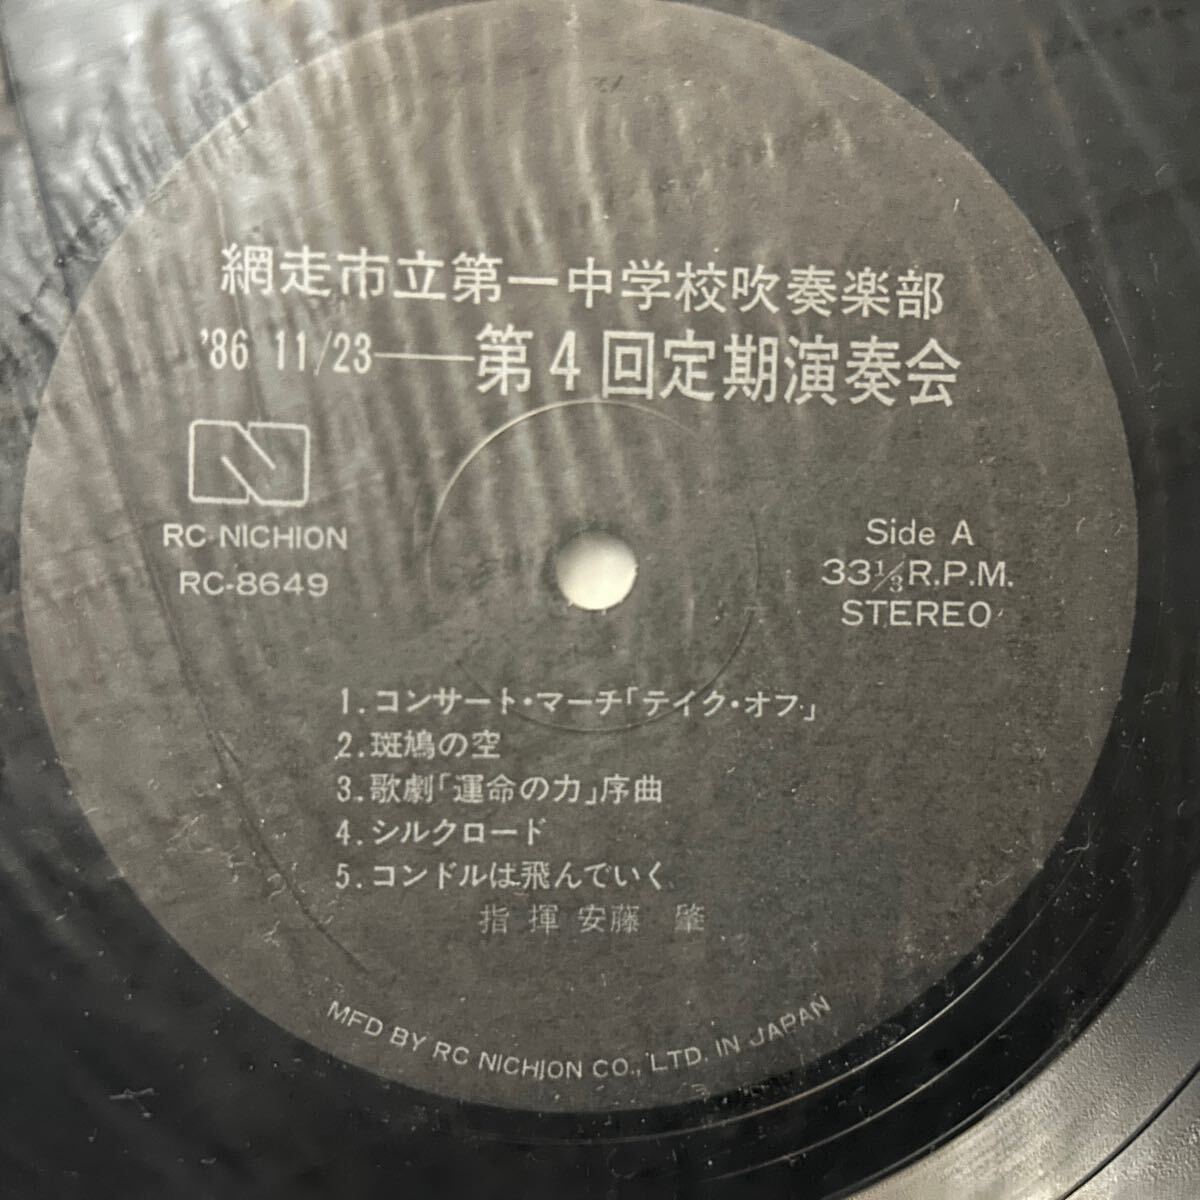 網走市立第一中学校吹奏楽部
'86 11/23——第4回定期演奏会
RC NICHION
RC-8649
Side A
33 1/3 R.P.M.
STEREO
1.コンサート・マーチ「テイク・オフ」
2.斑鳩の空
3.歌劇「運命の力」序曲
4.シルクロード
5.コンドルは飛んでいく
指揮 安藤 肇
MFD BY RC NICHION CO., LTD. IN JAPAN